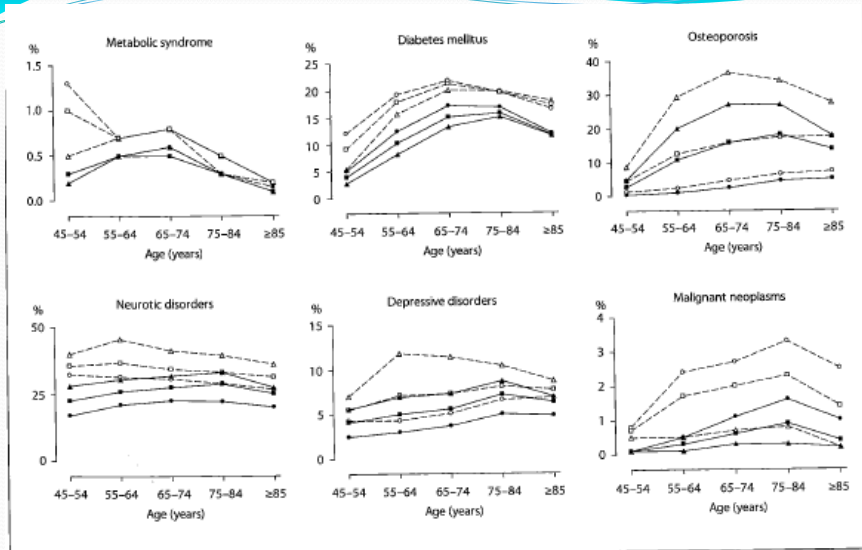 Metabolic syndrome
%
1.5
1.0
0.5
0.0
45–54 55–64 65–74 75–84 ≥85
Age (years)
Diabetes mellitus
%
25
20
15
10
5
0
45–54 55–64 65–74 75–84 ≥85
Age (years)
Osteoporosis
%
40
30
20
10
0
45–54 55–64 65–74 75–84 ≥85
Age (years)
Neurotic disorders
%
50
25
0
45–54 55–64 65–74 75–84 ≥85
Age (years)
Depressive disorders
%
15
10
5
0
45–54 55–64 65–74 75–84 ≥85
Age (years)
Malignant neoplasms
%
4
3
2
1
0
45–54 55–64 65–74 75–84 ≥85
Age (years)